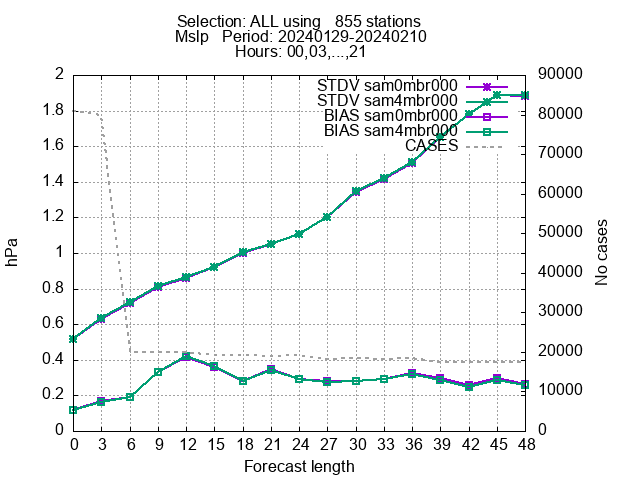 Selection: ALL using   855 stations
Mslp   Period: 20240129-20240210
Hours: 00,03,...,21
STDV sam0mbr000
STDV sam4mbr000
BIAS sam0mbr000
BIAS sam4mbr000
CASES
hPa
2
1.8
1.6
1.4
1.2
1
0.8
0.6
0.4
0.2
0
No cases
90000
80000
70000
60000
50000
40000
30000
20000
10000
0
0 3 6 9 12 15 18 21 24 27 30 33 36 39 42 45 48
Forecast length